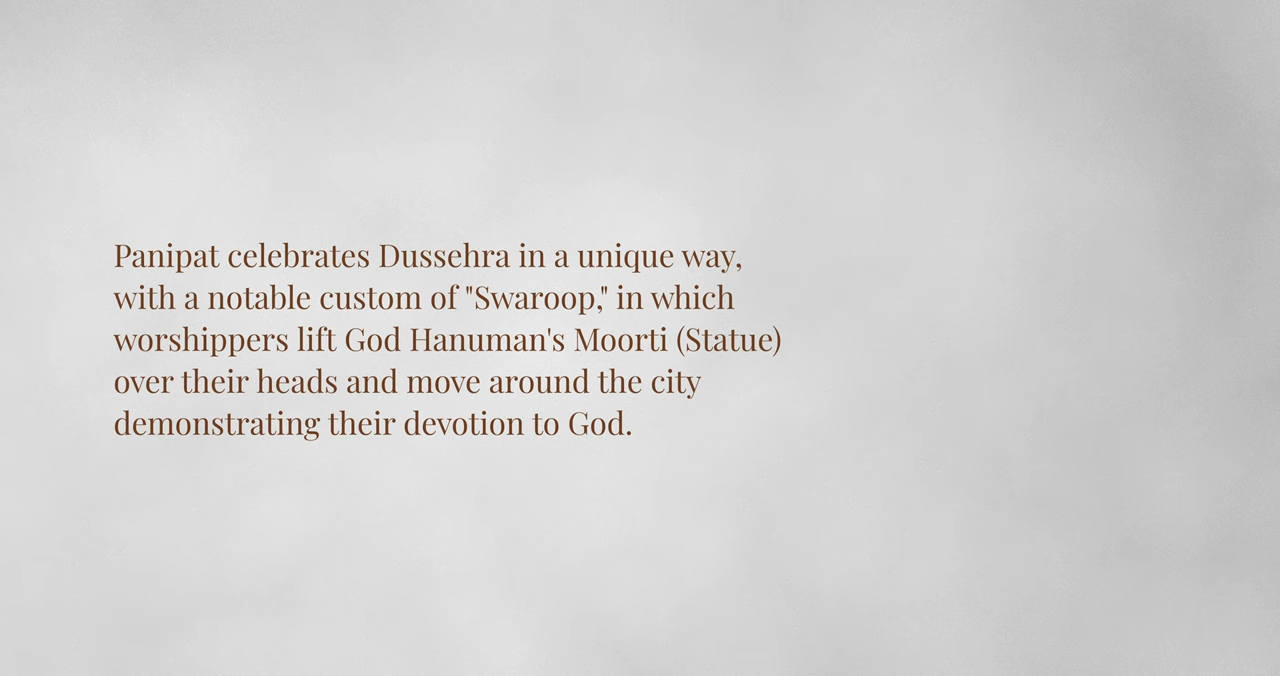 Panipat celebrates Dussehra in a unique way,
with a notable custom of "Swaroop," in which
worshippers lift God Hanuman's Moorti (Statue)
over their heads and move around the city
demonstrating their devotion to God.